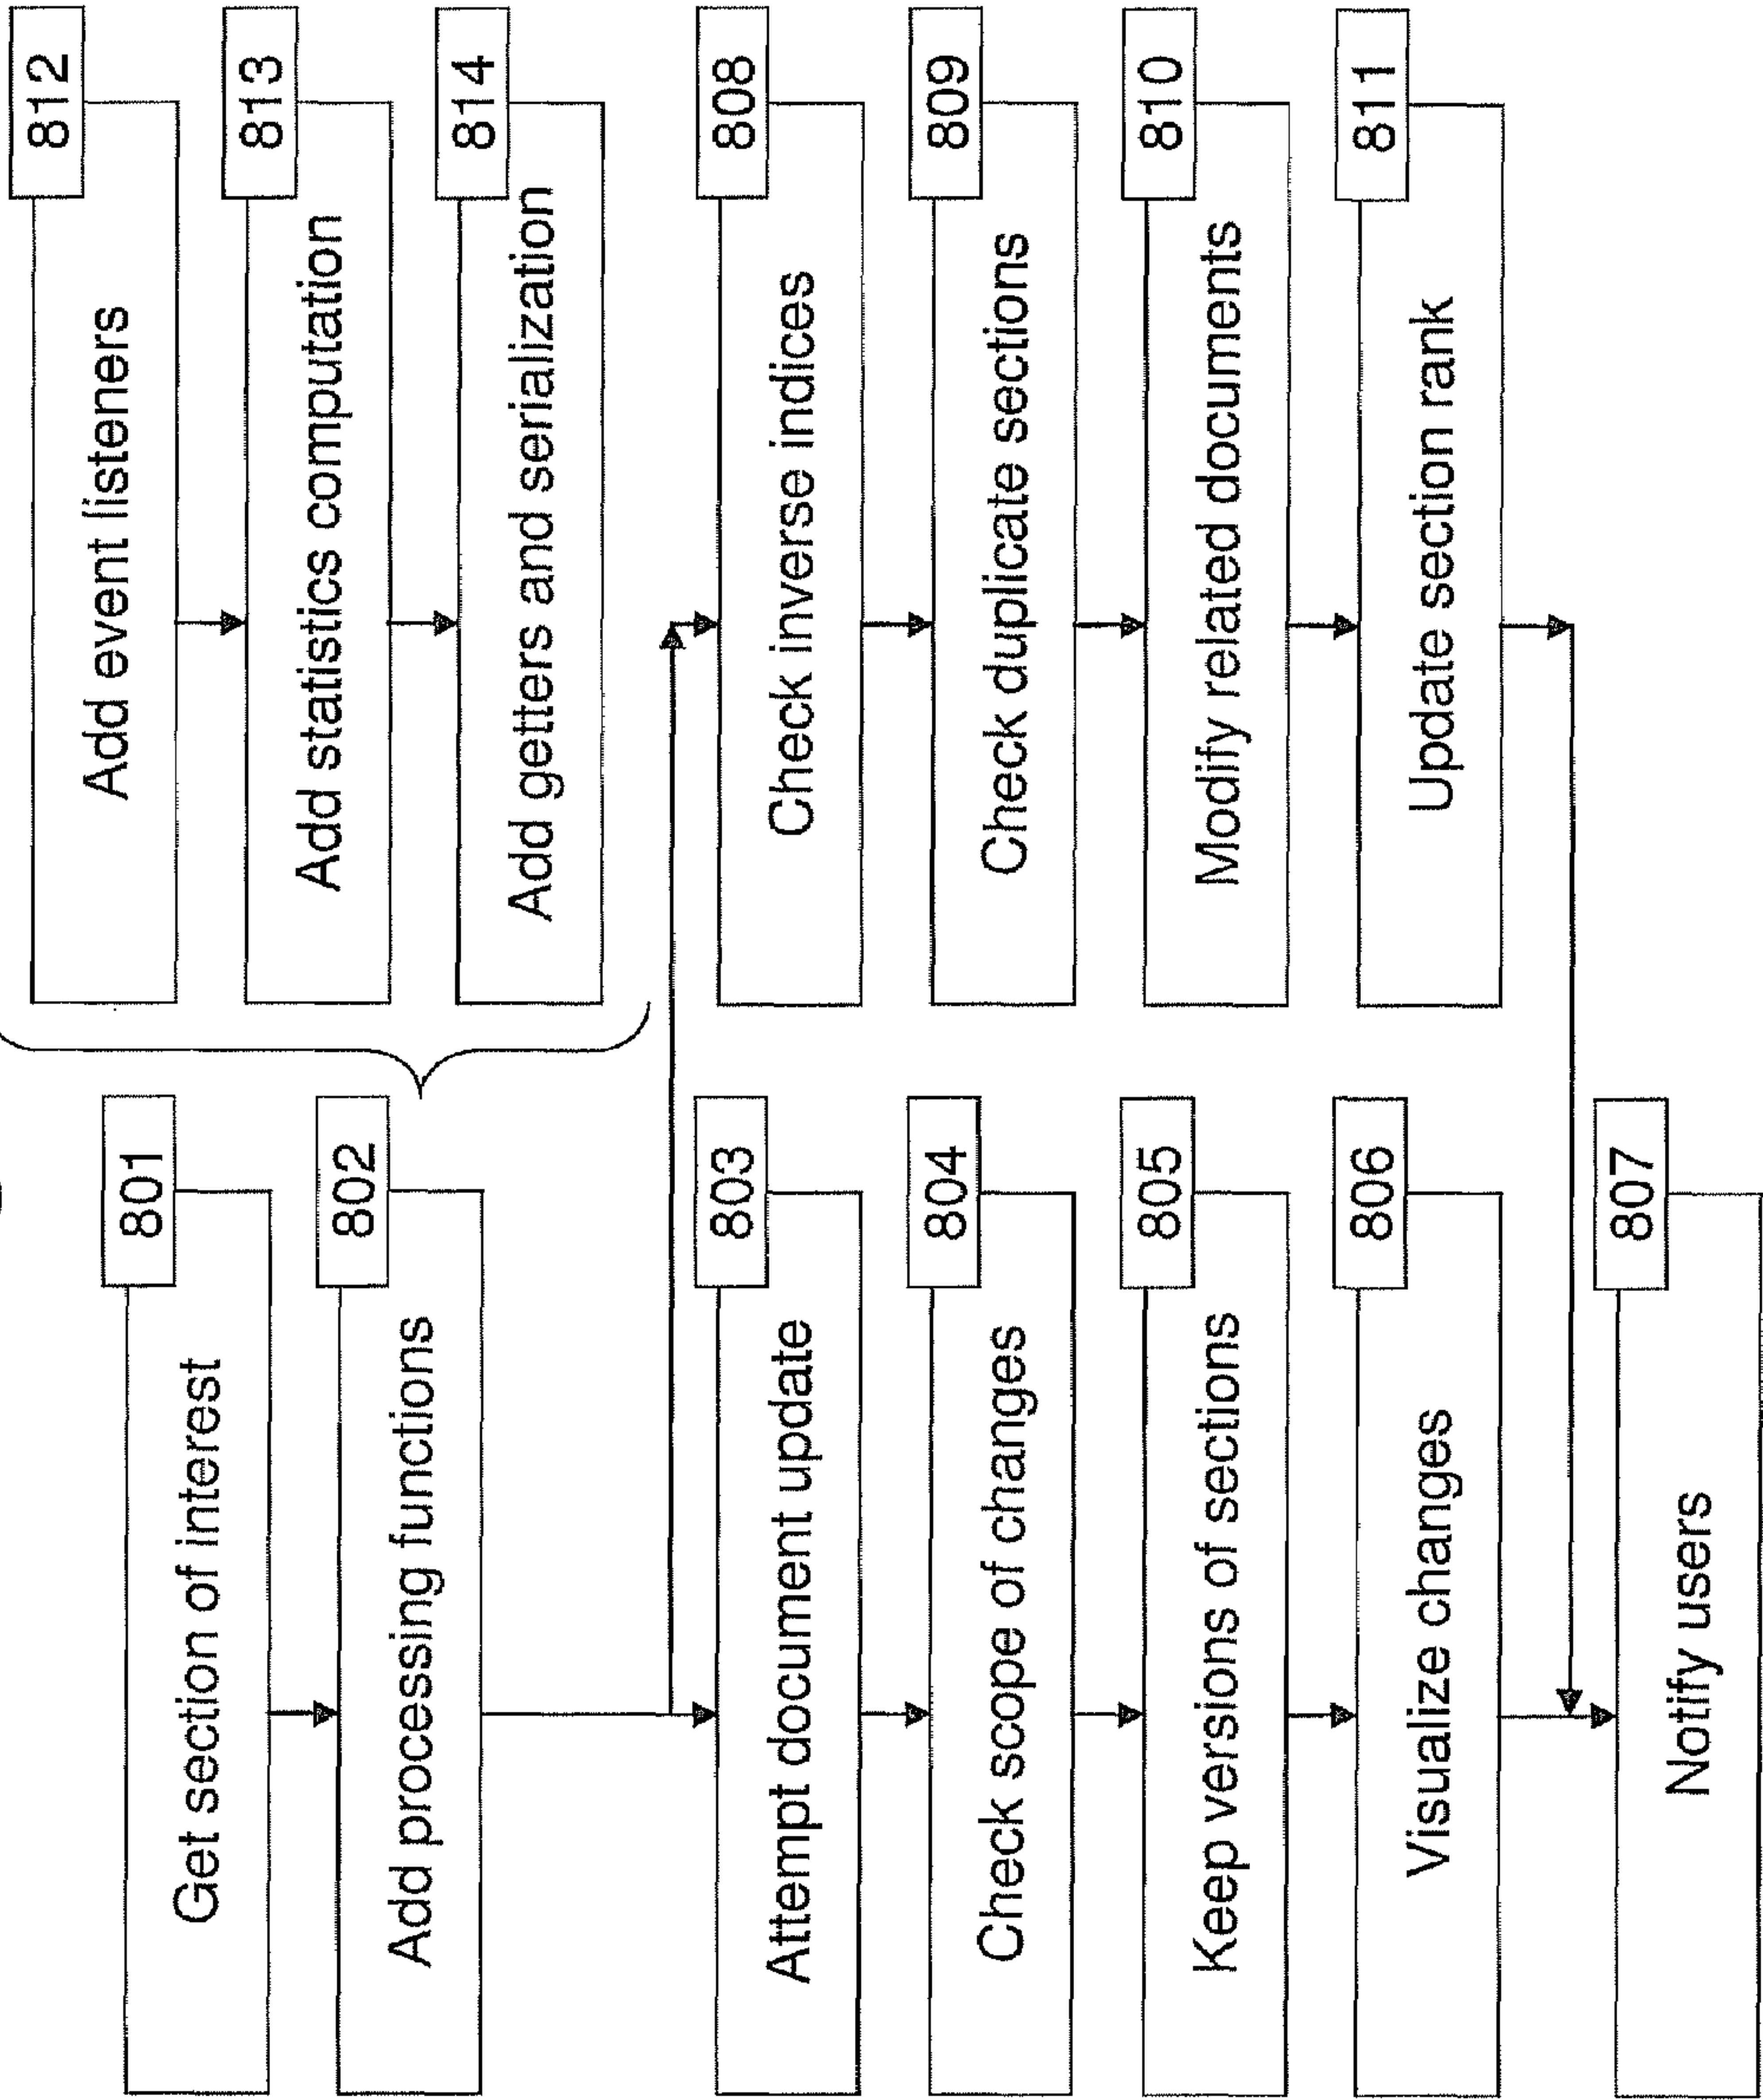 801
Get section of interest
802
Add processing functions
803
Attempt document update
804
Check scope of changes
805
Keep versions of sections
806
Visualize changes
807
Notify users
812
Add event listeners
813
Add statistics computation
814
Add getters and serialization
808
Check inverse indices
809
Check duplicate sections
810
Modify related documents
811
Update section rank